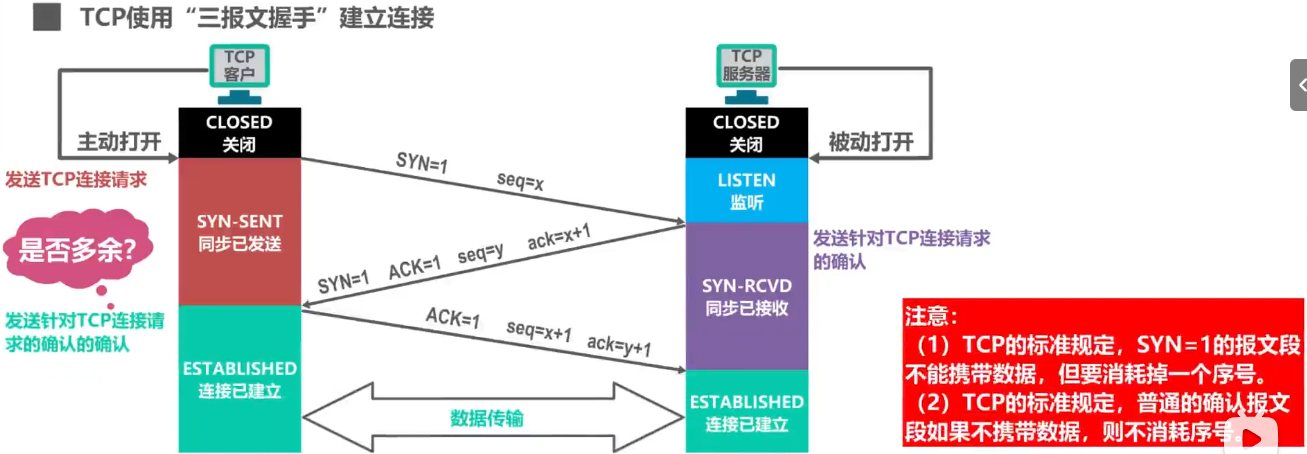 TCP使用“三报文握手”建立连接
TCP
客户
TCP
服务器
主动打开
CLOSED
关闭
CLOSED
关闭
被动打开
发送TCP连接请求
SYN=1 seq=x
LISTEN
监听
是否多余?
SYN-SENT
同步已发送
SYN=1 ACK=1 seq=y ack=x+1
发送针对TCP连接请求
的确认
SYN-RCVD
同步已接收
发送针对TCP连接请
求的确认的确认
ACK=1 seq=x+1 ack=y+1
ESTABLISHED
连接已建立
数据传输
ESTABLISHED
连接已建立
注意：
（1）TCP的标准规定，SYN=1的报文段
不能携带数据，但要消耗掉一个序号。
（2）TCP的标准规定，普通的确认报文
段如果不携带数据，则不消耗序号。